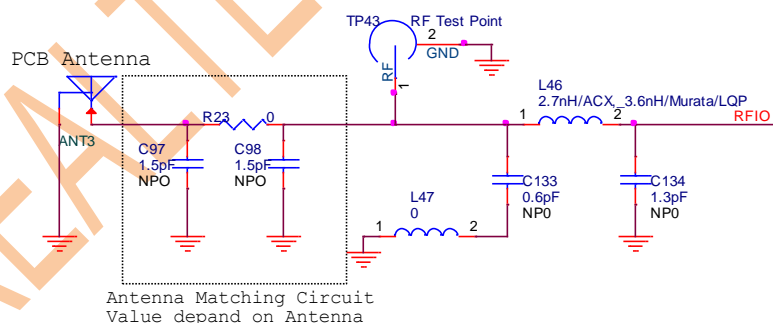 TP43 RF Test Point
2
GND
RF
1
PCB Antenna
ANT3
R23 0
C97
1.5pF
NPO
C98
1.5pF
NPO
L46
2.7nH/ACX,_3.6nH/Murata/LQP
1 2
RFIO
C133
0.6pF
NP0
C134
1.3pF
NP0
L47
0
1 2
Antenna Matching Circuit
Value depand on Antenna